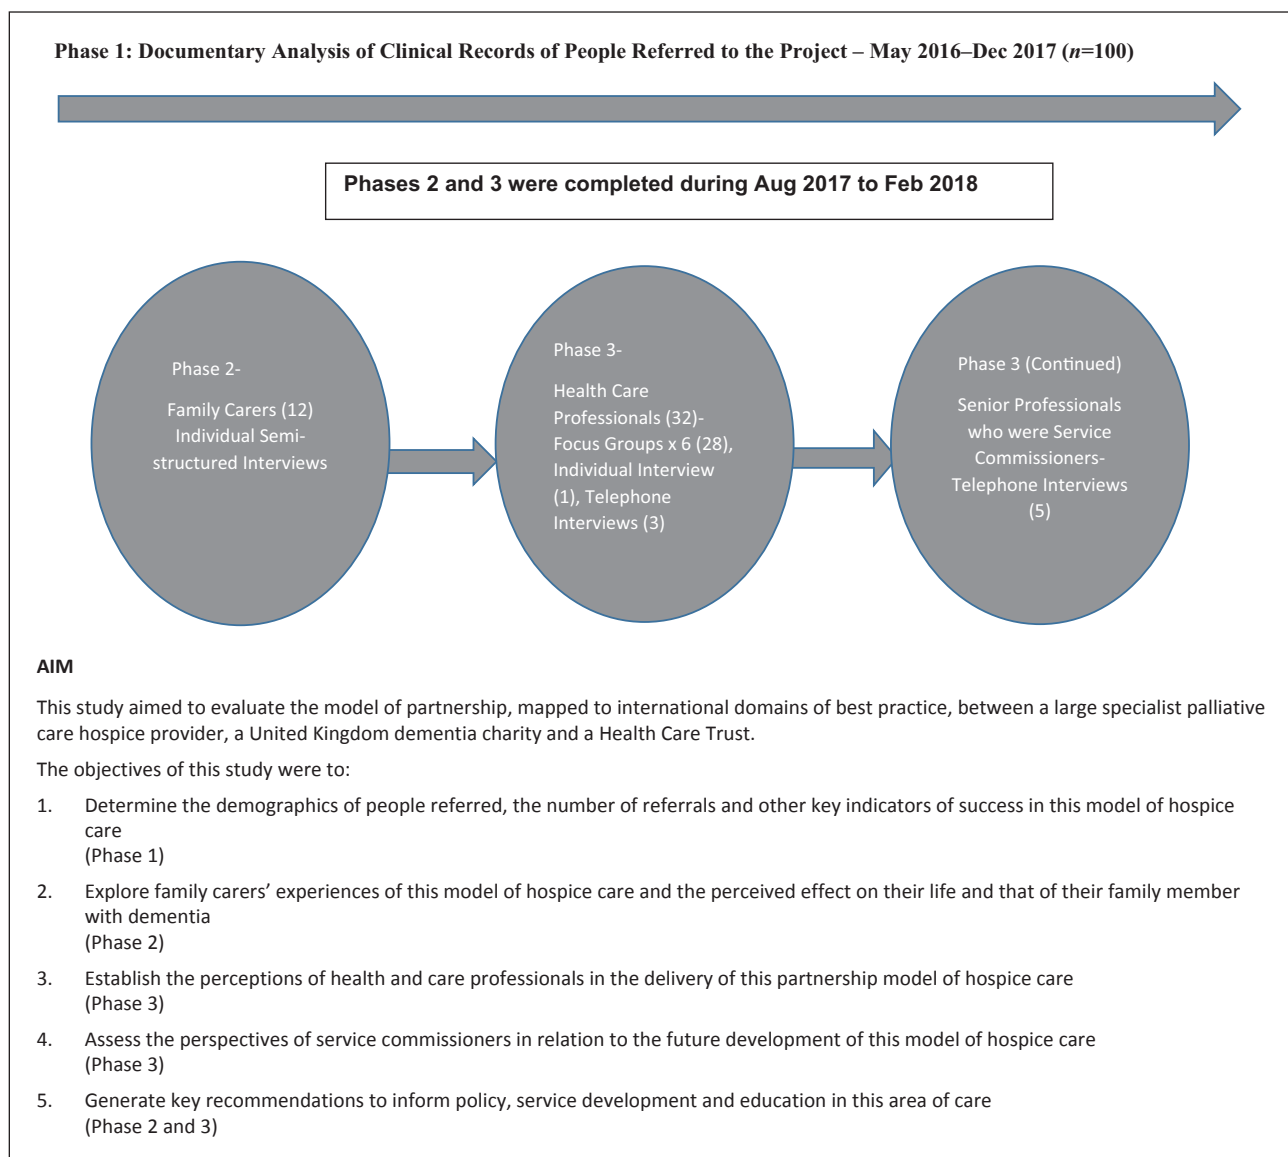 Phase 1: Documentary Analysis of Clinical Records of People Referred to the Project – May 2016–Dec 2017 (n=100)
Phases 2 and 3 were completed during Aug 2017 to Feb 2018
Phase 2-
Family Carers (12)
Individual Semi-
structured Interviews
Phase 3-
Health Care
Professionals (32)-
Focus Groups x 6 (28),
Individual Interview
(1), Telephone
Interviews (3)
Phase 3 (Continued)
Senior Professionals
who were Service
Commissioners-
Telephone Interviews
(5)
AIM
This study aimed to evaluate the model of partnership, mapped to international domains of best practice, between a large specialist palliative
care hospice provider, a United Kingdom dementia charity and a Health Care Trust.
The objectives of this study were to:
1. Determine the demographics of people referred, the number of referrals and other key indicators of success in this model of hospice
care
(Phase 1)
2. Explore family carers’ experiences of this model of hospice care and the perceived effect on their life and that of their family member
with dementia
(Phase 2)
3. Establish the perceptions of health and care professionals in the delivery of this partnership model of hospice care
(Phase 3)
4. Assess the perspectives of service commissioners in relation to the future development of this model of hospice care
(Phase 3)
5. Generate key recommendations to inform policy, service development and education in this area of care
(Phase 2 and 3)